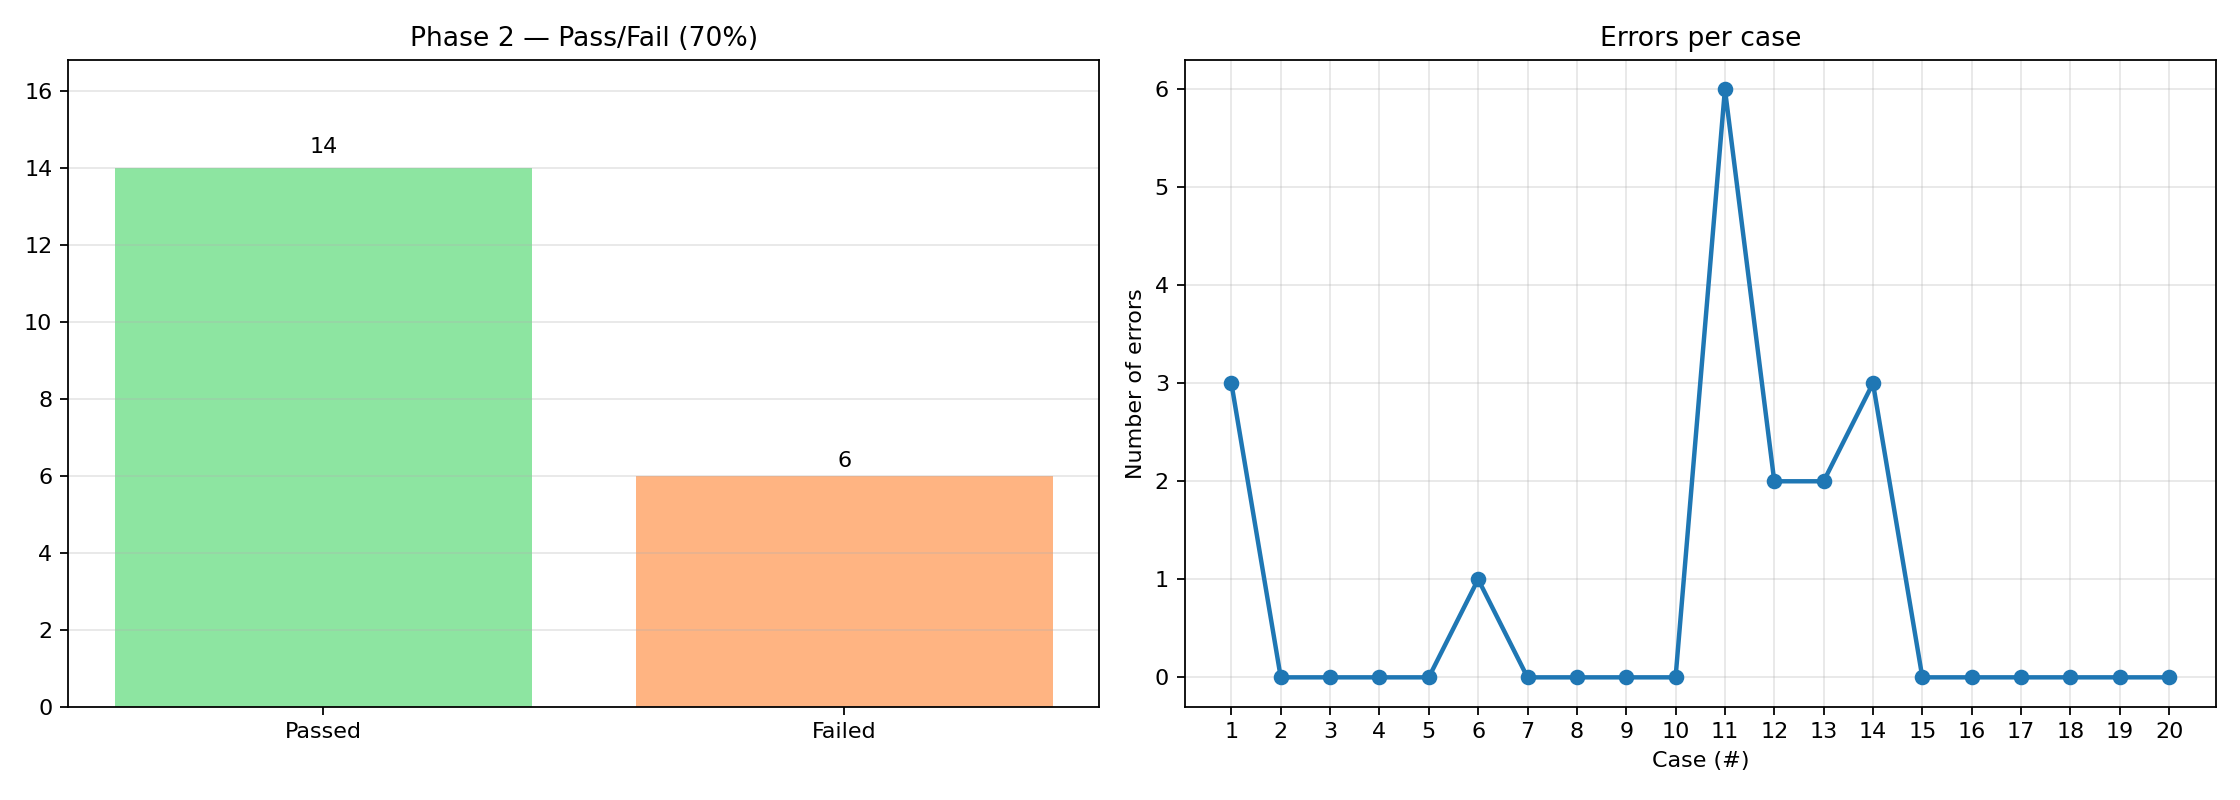 Phase 2 — Pass/Fail (70%)
16
14
12
10
8
6
4
2
0
14
6
Passed
Failed
Errors per case
Number of errors
6
5
4
3
2
1
0
1 2 3 4 5 6 7 8 9 10 11 12 13 14 15 16 17 18 19 20
Case (#)